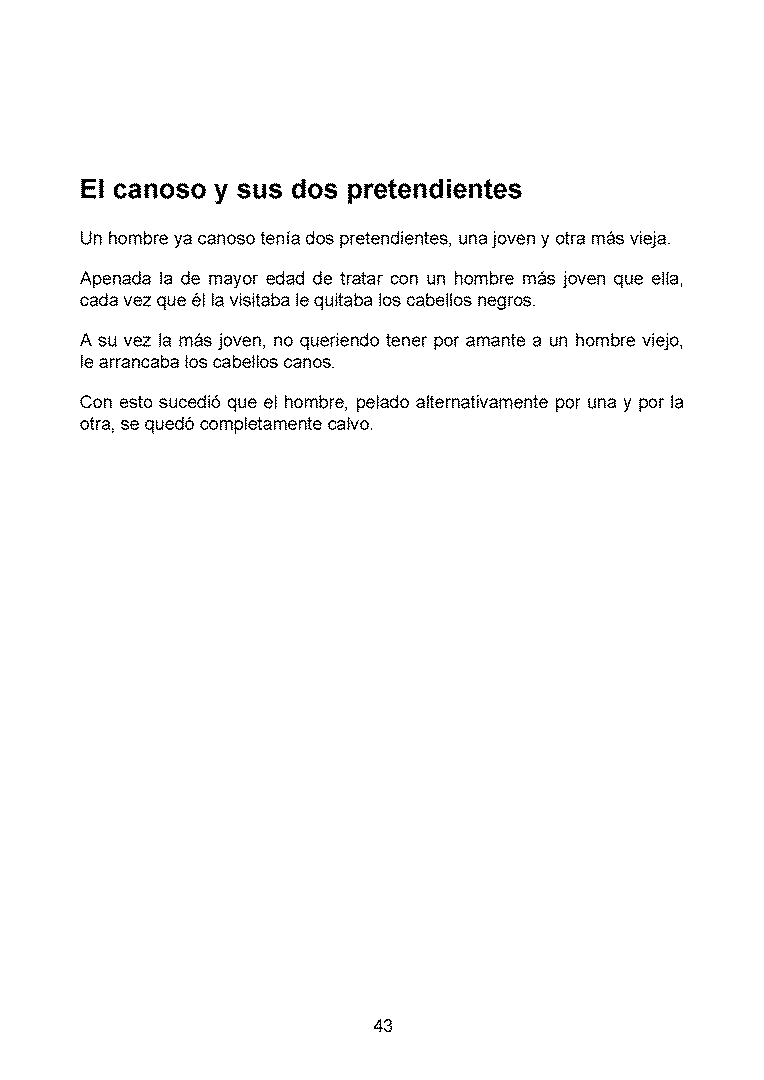 El canoso y sus dos pretendientes
Un hombre ya canoso tenía dos pretendientes, una joven y otra más vieja.
Apenada la de mayor edad de tratar con un hombre más joven que ella,
cada vez que él la visitaba le quitaba los cabellos negros.
A su vez la más joven, no queriendo tener por amante a un hombre viejo,
le arrancaba los cabellos canos.
Con esto sucedió que el hombre, pelado alternativamente por una y por la
otra, se quedó completamente calvo.
43